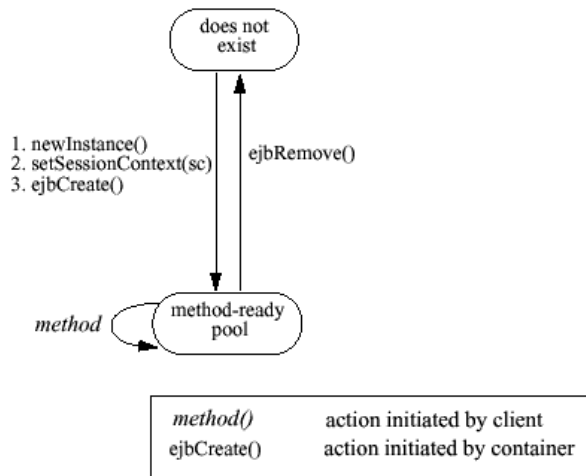 does not
exist
1. newInstance()
2. setSessionContext(sc)
3. ejbCreate()
ejbRemove()
method-ready
pool
method
method() action initiated by client
ejbCreate() action initiated by container